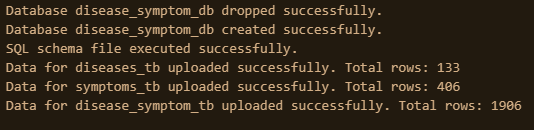 Database disease_symptom_db dropped successfully.
Database disease_symptom_db created successfully.
SQL schema file executed successfully.
Data for diseases_tb uploaded successfully. Total rows: 133
Data for symptoms_tb uploaded successfully. Total rows: 406
Data for disease_symptom_tb uploaded successfully. Total rows: 1906